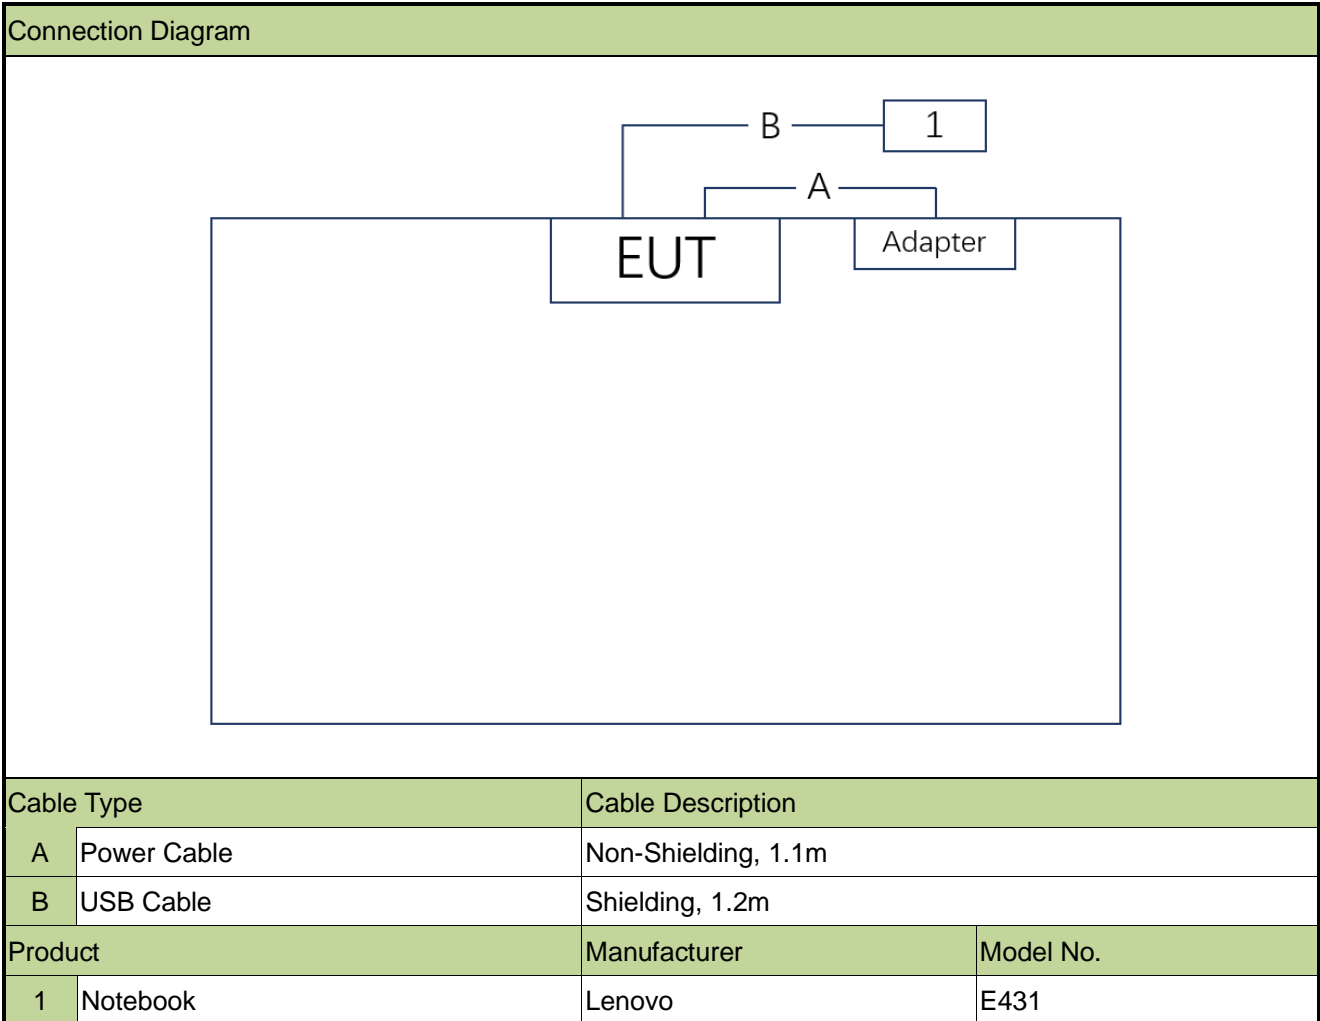 Connection Diagram
B
1
A
EUT
Adapter
Cable Type Cable Description
A Power Cable Non-Shielding, 1.1m
B USB Cable Shielding, 1.2m
Product Manufacturer Model No.
1 Notebook Lenovo E431